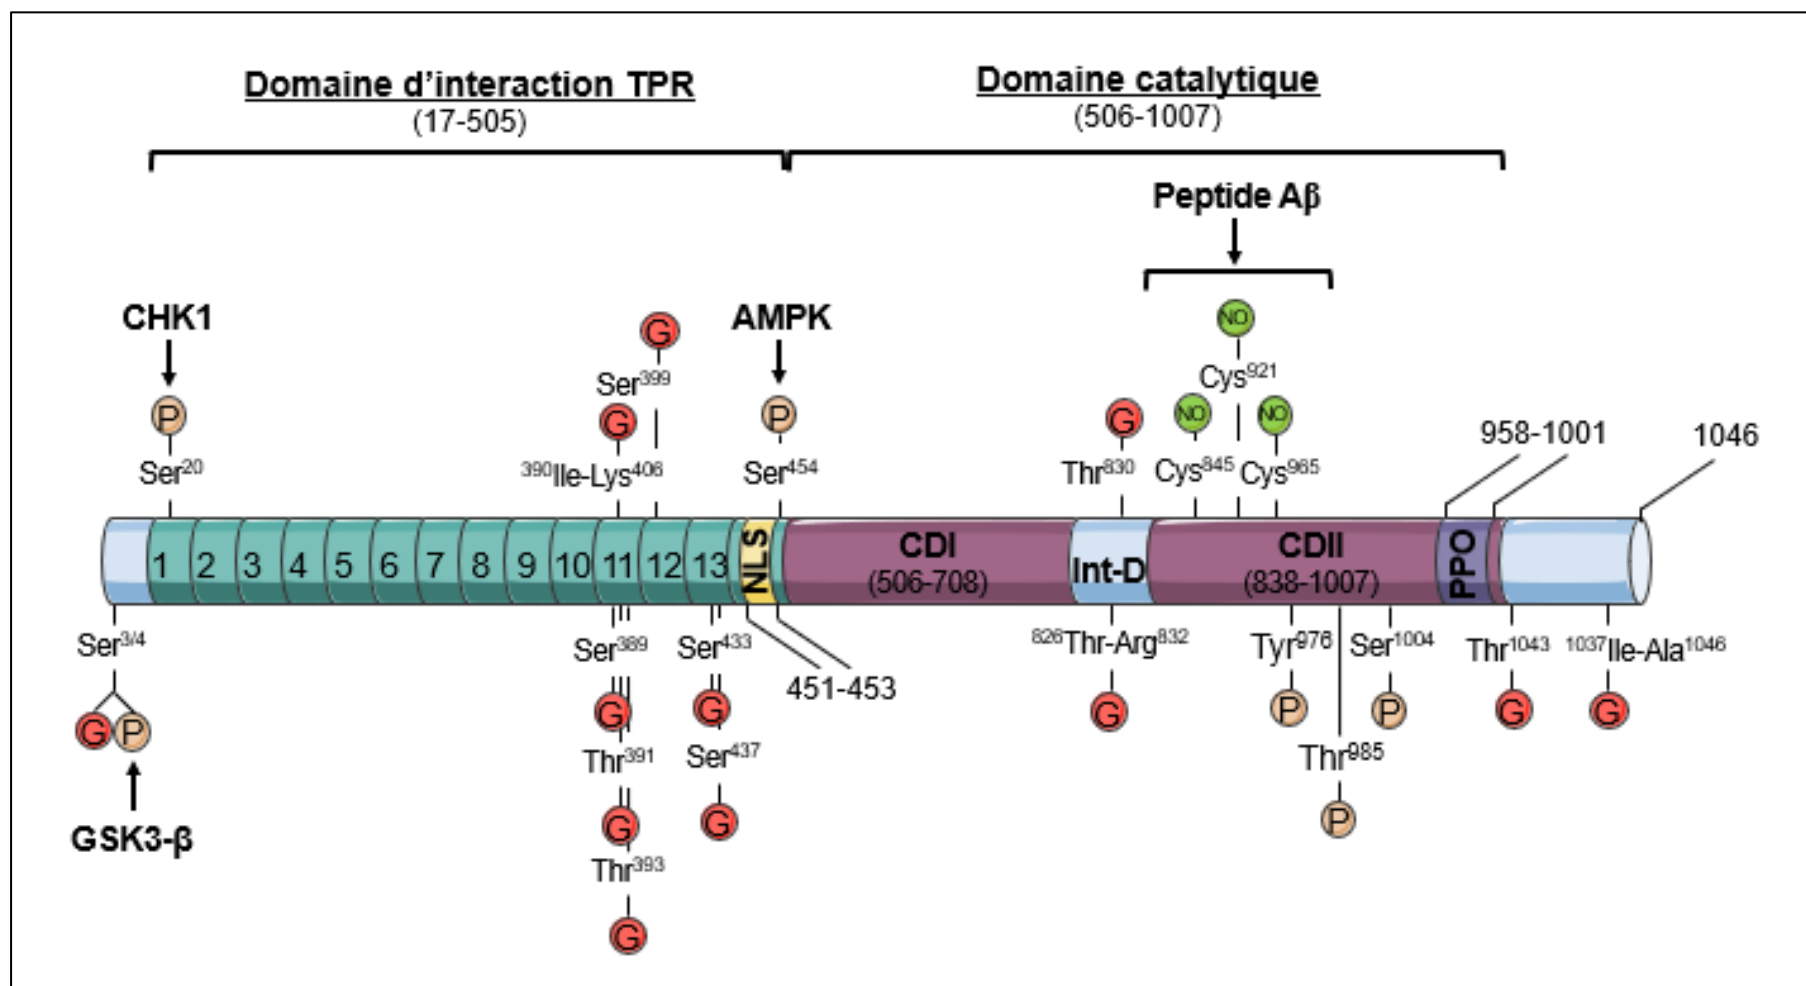 Domaine d’interaction TPR
(17-505)
Domaine catalytique
(506-1007)
Peptide Aβ
CHK1
AMPK
G
NO
Ser³⁹⁹
Cys⁹²¹
P
G
P
G
NO
NO
Ser²⁰
³⁹⁰Ile-Lys⁴⁰⁶
Ser⁴⁵⁴
Thr⁸³⁰
Cys⁸⁴⁵
Cys⁹⁶⁵
958-1001
1046
1 2 3 4 5 6 7 8 9 10 11 12 13
NLS
CDI
(506-708)
Int-D
CDII
(838-1007)
PPO
Ser³ᐟ⁴
Ser³⁸⁹
Ser⁴³³
451-453
⁸²⁶Thr-Arg⁸³²
Tyr⁹⁷⁶
Ser¹⁰⁰⁴
Thr¹⁰⁴³
¹⁰³⁷Ile-Ala¹⁰⁴⁶
G P
G
G
G
P
P
G
G
Thr³⁹¹
Ser⁴³⁷
Thr⁹⁸⁵
GSK3-β
G
G
P
Thr³⁹³
G